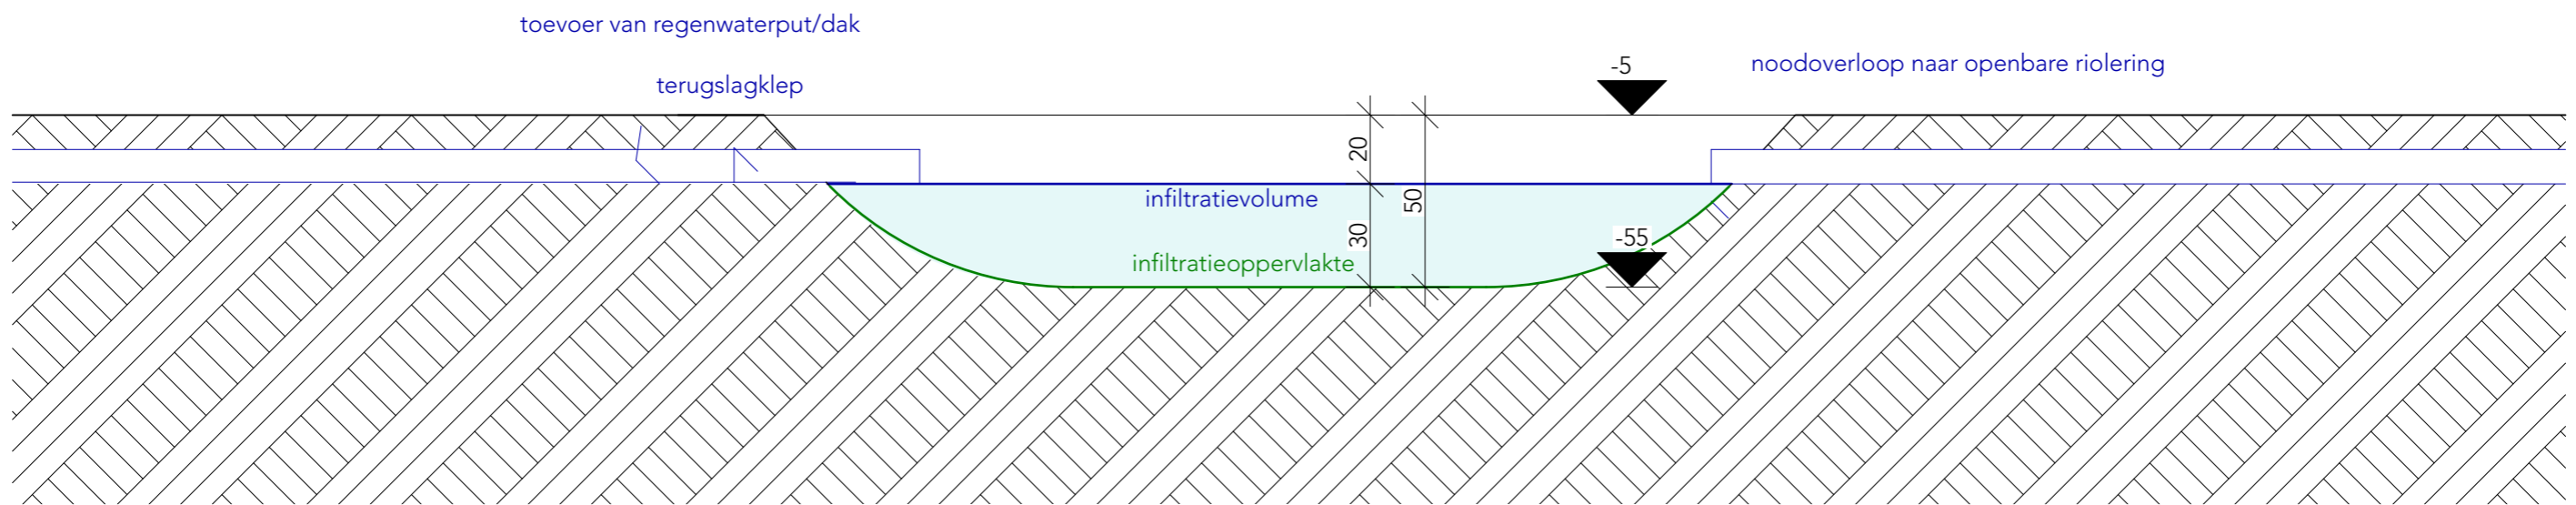 toevoer van regenwaterput/dak
terugslagklep
-5
noodoverloop naar openbare riolering
20
50
30
infiltratievolume
infiltratieoppervlakte
-55